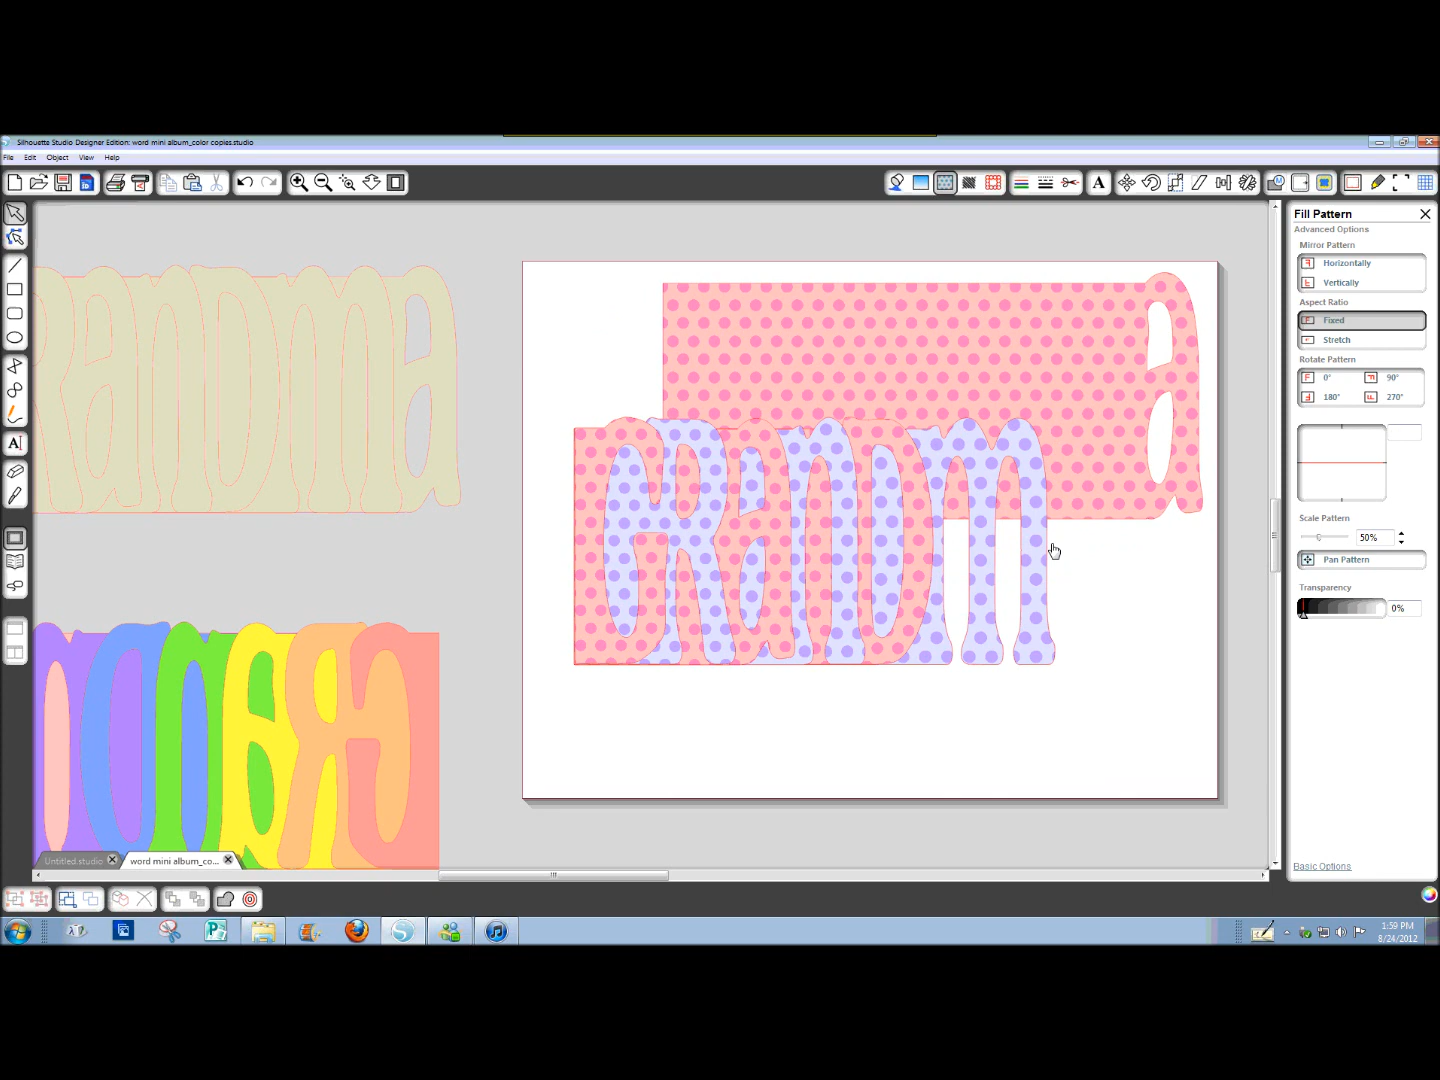 Silhouette Studio Designer Edition: word mini album_color copies.studio
File Edit Object View Help
Fill Pattern
Advanced Options
Mirror Pattern
Horizontally
Vertically
Aspect Ratio
Fixed
Stretch
Rotate Pattern
0° 90°
180° 270°
Scale Pattern
50%
Pan Pattern
Transparency
0%
Basic Options
Randma
GRandm
a
Untitled.studio
word mini album_co...
1:59 PM
8/24/2012